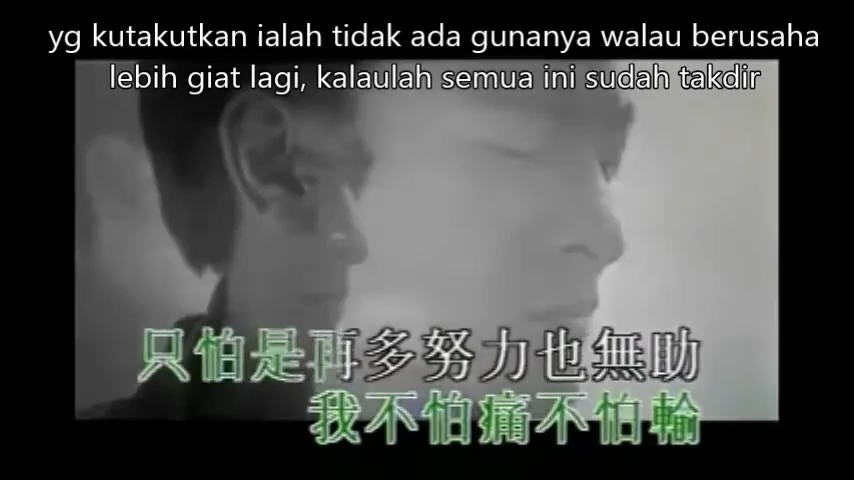 yg kutakutkan ialah tidak ada gunanya walau berusaha
lebih giat lagi, kalaulah semua ini sudah takdir
只怕是再多努力也無助
我不怕痛不怕輸